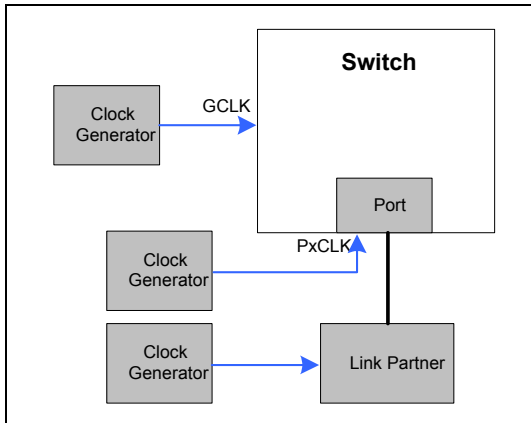 Switch
Clock
Generator
GCLK
Port
PxCLK
Clock
Generator
Clock
Generator
Link Partner